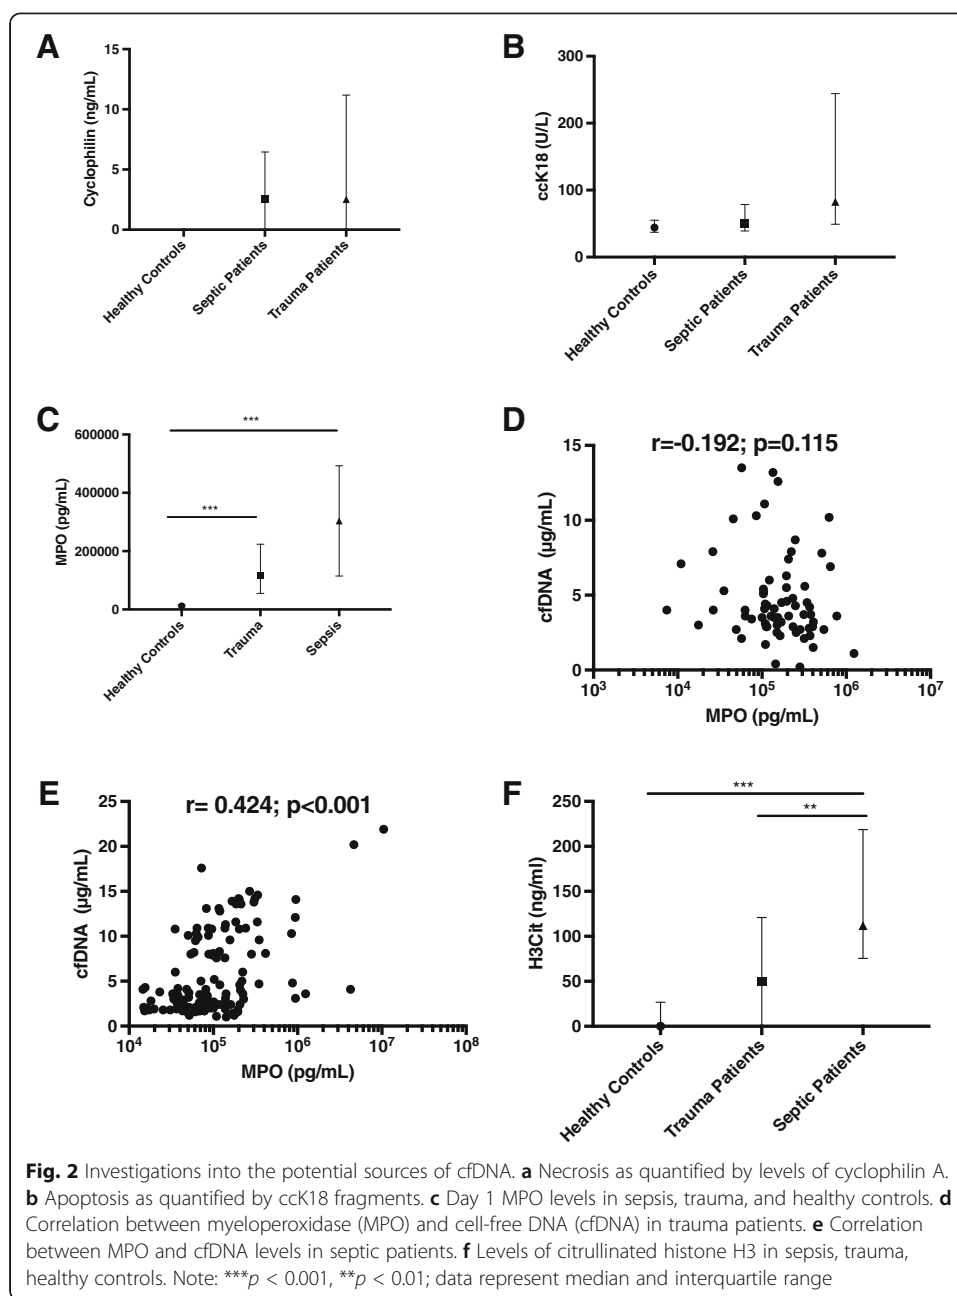 A
15
10
5
0
Cyclophilin (ng/mL)
Healthy Controls
Septic Patients
Trauma Patients
B
300
200
100
0
ccK18 (U/L)
Healthy Controls
Septic Patients
Trauma Patients
C
600000
400000
200000
0
MPO (pg/mL)
***
***
Healthy Controls
Trauma
Sepsis
D
r=-0.192; p=0.115
15
10
5
0
cfDNA (µg/mL)
10³ 10⁴ 10⁵ 10⁶ 10⁷
MPO (pg/mL)
E
r= 0.424; p<0.001
25
20
15
10
5
0
cfDNA (µg/mL)
10⁴ 10⁵ 10⁶ 10⁷ 10⁸
MPO (pg/mL)
F
250
200
150
100
50
0
H3Cit (ng/ml)
***
**
Healthy Controls
Trauma Patients
Septic Patients
Fig. 2 Investigations into the potential sources of cfDNA. a Necrosis as quantified by levels of cyclophilin A.
b Apoptosis as quantified by ccK18 fragments. c Day 1 MPO levels in sepsis, trauma, and healthy controls. d
Correlation between myeloperoxidase (MPO) and cell-free DNA (cfDNA) in trauma patients. e Correlation
between MPO and cfDNA levels in septic patients. f Levels of citrullinated histone H3 in sepsis, trauma,
healthy controls. Note: ***p < 0.001, **p < 0.01; data represent median and interquartile range